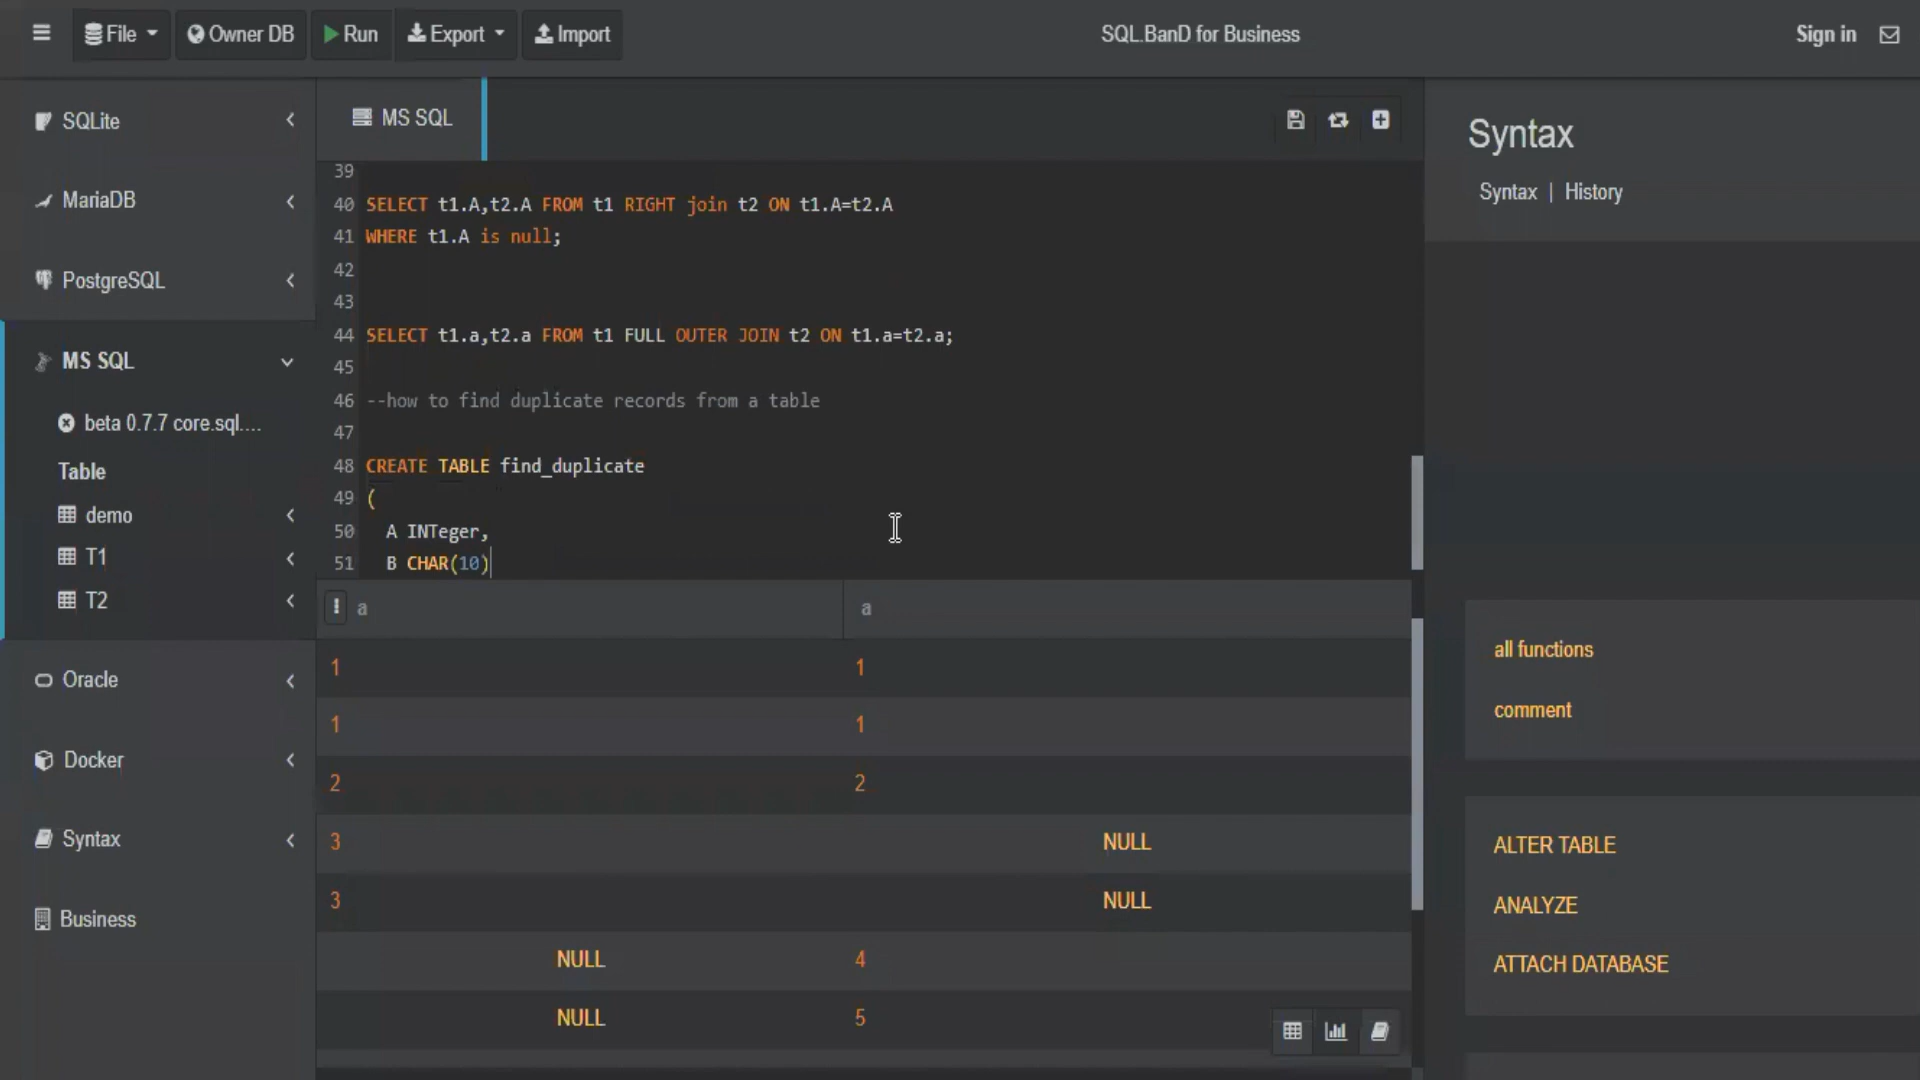 File
Owner DB
Run
Export
Import
SQL.BanD for Business
Sign in
SQLite
MariaDB
PostgreSQL
MS SQL
beta 0.7.7 core.sql....
Table
demo
T1
T2
Oracle
Docker
Syntax
Business
MS SQL
39
40 SELECT t1.A,t2.A FROM t1 RIGHT join t2 ON t1.A=t2.A
41 WHERE t1.A is null;
42
43
44 SELECT t1.a,t2.a FROM t1 FULL OUTER JOIN t2 ON t1.a=t2.a;
45
46 --how to find duplicate records from a table
47
48 CREATE TABLE find_duplicate
49 (
50 A INTeger,
51 B CHAR(10)
a a
1 1
1 1
2 2
3 NULL
3 NULL
NULL 4
NULL 5
Syntax
Syntax | History
all functions
comment
ALTER TABLE
ANALYZE
ATTACH DATABASE